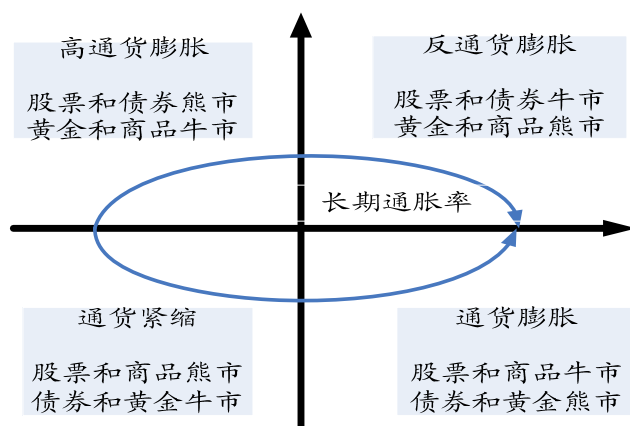 高通货膨胀
股票和债券熊市
黄金和商品牛市
反通货膨胀
股票和债券牛市
黄金和商品熊市
长期通胀率
通货紧缩
股票和商品熊市
债券和黄金牛市
通货膨胀
股票和商品牛市
债券和黄金熊市